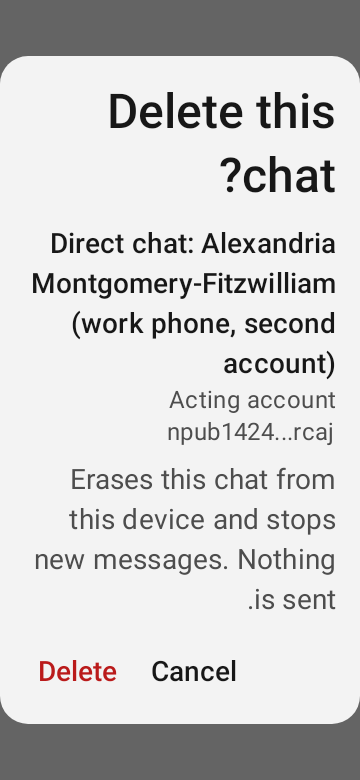 Delete this
?chat
Direct chat: Alexandria
Montgomery-Fitzwilliam
(work phone, second
account)
Acting account
npub1424...rcaj
Erases this chat from
this device and stops
new messages. Nothing
.is sent
Delete Cancel